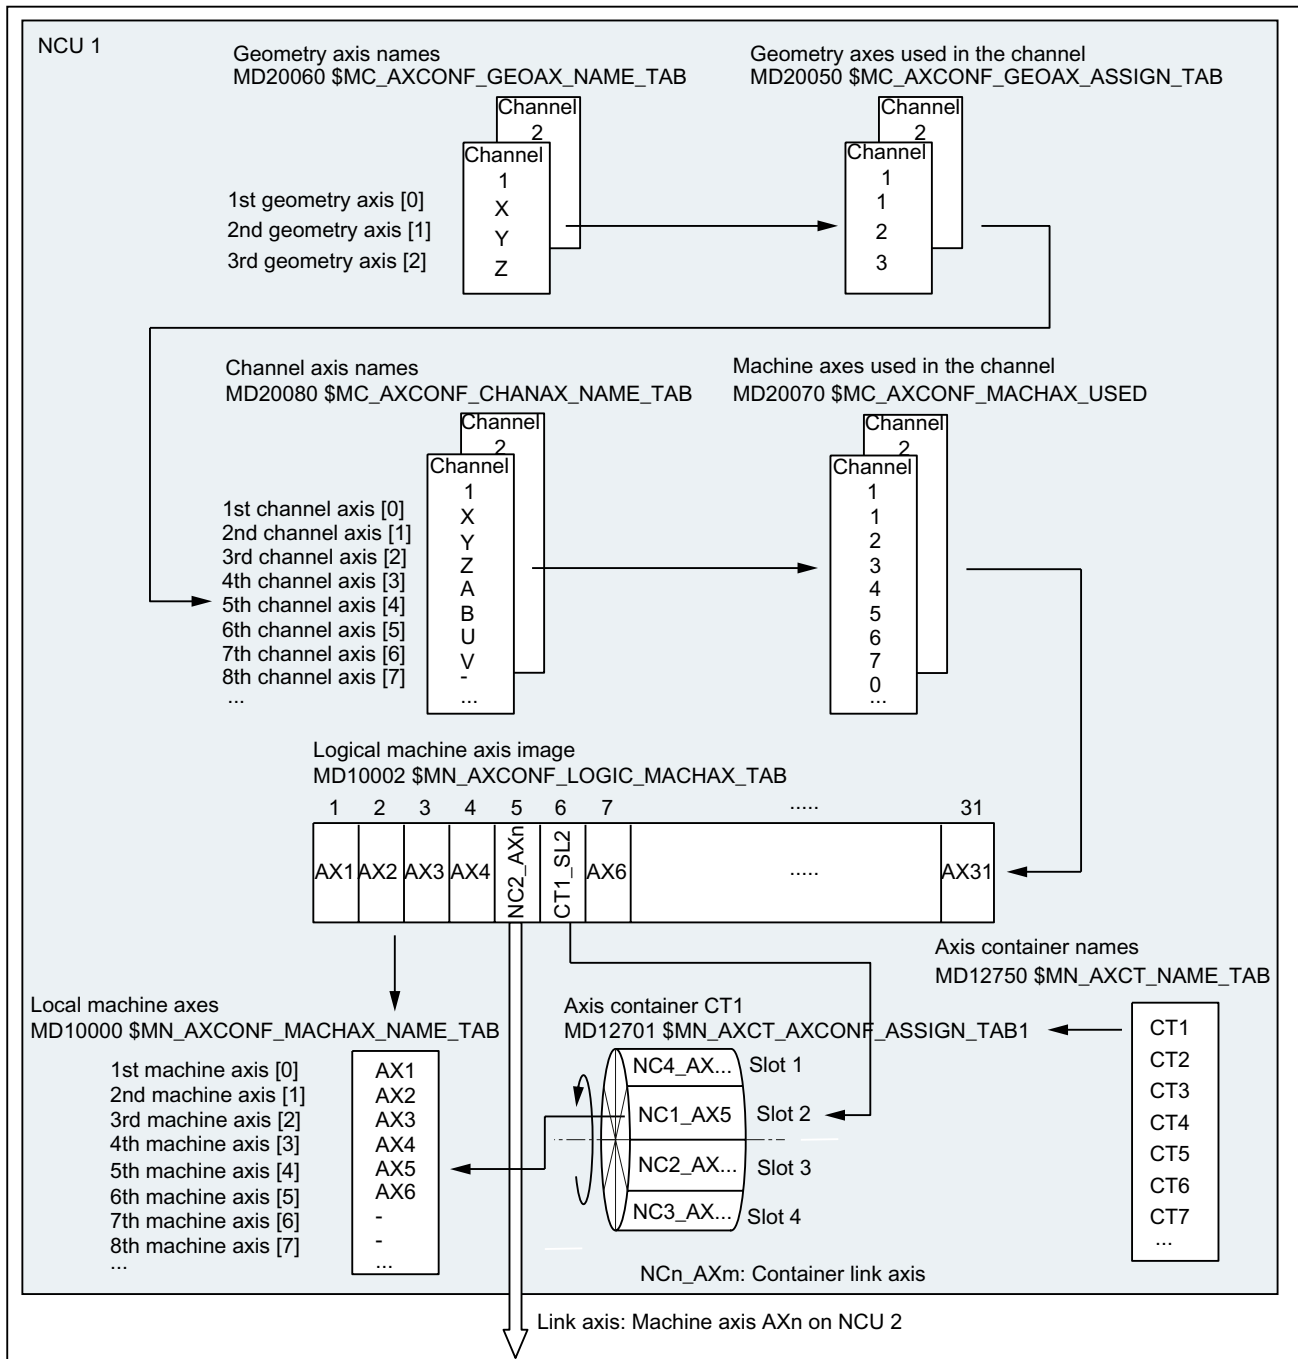 NCU 1
Geometry axis names
MD20060 $MC_AXCONF_GEOAX_NAME_TAB
Geometry axes used in the channel
MD20050 $MC_AXCONF_GEOAX_ASSIGN_TAB
Channel
2
Channel
1
X
Y
Z
1st geometry axis [0]
2nd geometry axis [1]
3rd geometry axis [2]
Channel
2
Channel
1
1
2
3
Channel axis names
MD20080 $MC_AXCONF_CHANAX_NAME_TAB
Machine axes used in the channel
MD20070 $MC_AXCONF_MACHAX_USED
Channel
2
Channel
1
X
Y
Z
A
B
U
V
-
...
1st channel axis [0]
2nd channel axis [1]
3rd channel axis [2]
4th channel axis [3]
5th channel axis [4]
6th channel axis [5]
7th channel axis [6]
8th channel axis [7]
...
Channel
2
Channel
1
1
2
3
4
5
6
7
0
...
Logical machine axis image
MD10002 $MN_AXCONF_LOGIC_MACHAX_TAB
1 2 3 4 5 6 7 ..... 31
AX1 AX2 AX3 AX4 NC2_AXn CT1_SL2 AX6 ..... AX31
Axis container names
MD12750 $MN_AXCT_NAME_TAB
CT1
CT2
CT3
CT4
CT5
CT6
CT7
...
Local machine axes
MD10000 $MN_AXCONF_MACHAX_NAME_TAB
1st machine axis [0]
2nd machine axis [1]
3rd machine axis [2]
4th machine axis [3]
5th machine axis [4]
6th machine axis [5]
7th machine axis [6]
8th machine axis [7]
...
AX1
AX2
AX3
AX4
AX5
AX6
-
-
...
Axis container CT1
MD12701 $MN_AXCT_AXCONF_ASSIGN_TAB1
NC4_AX... Slot 1
NC1_AX5 Slot 2
NC2_AX... Slot 3
NC3_AX... Slot 4
NCn_AXm: Container link axis
Link axis: Machine axis AXn on NCU 2